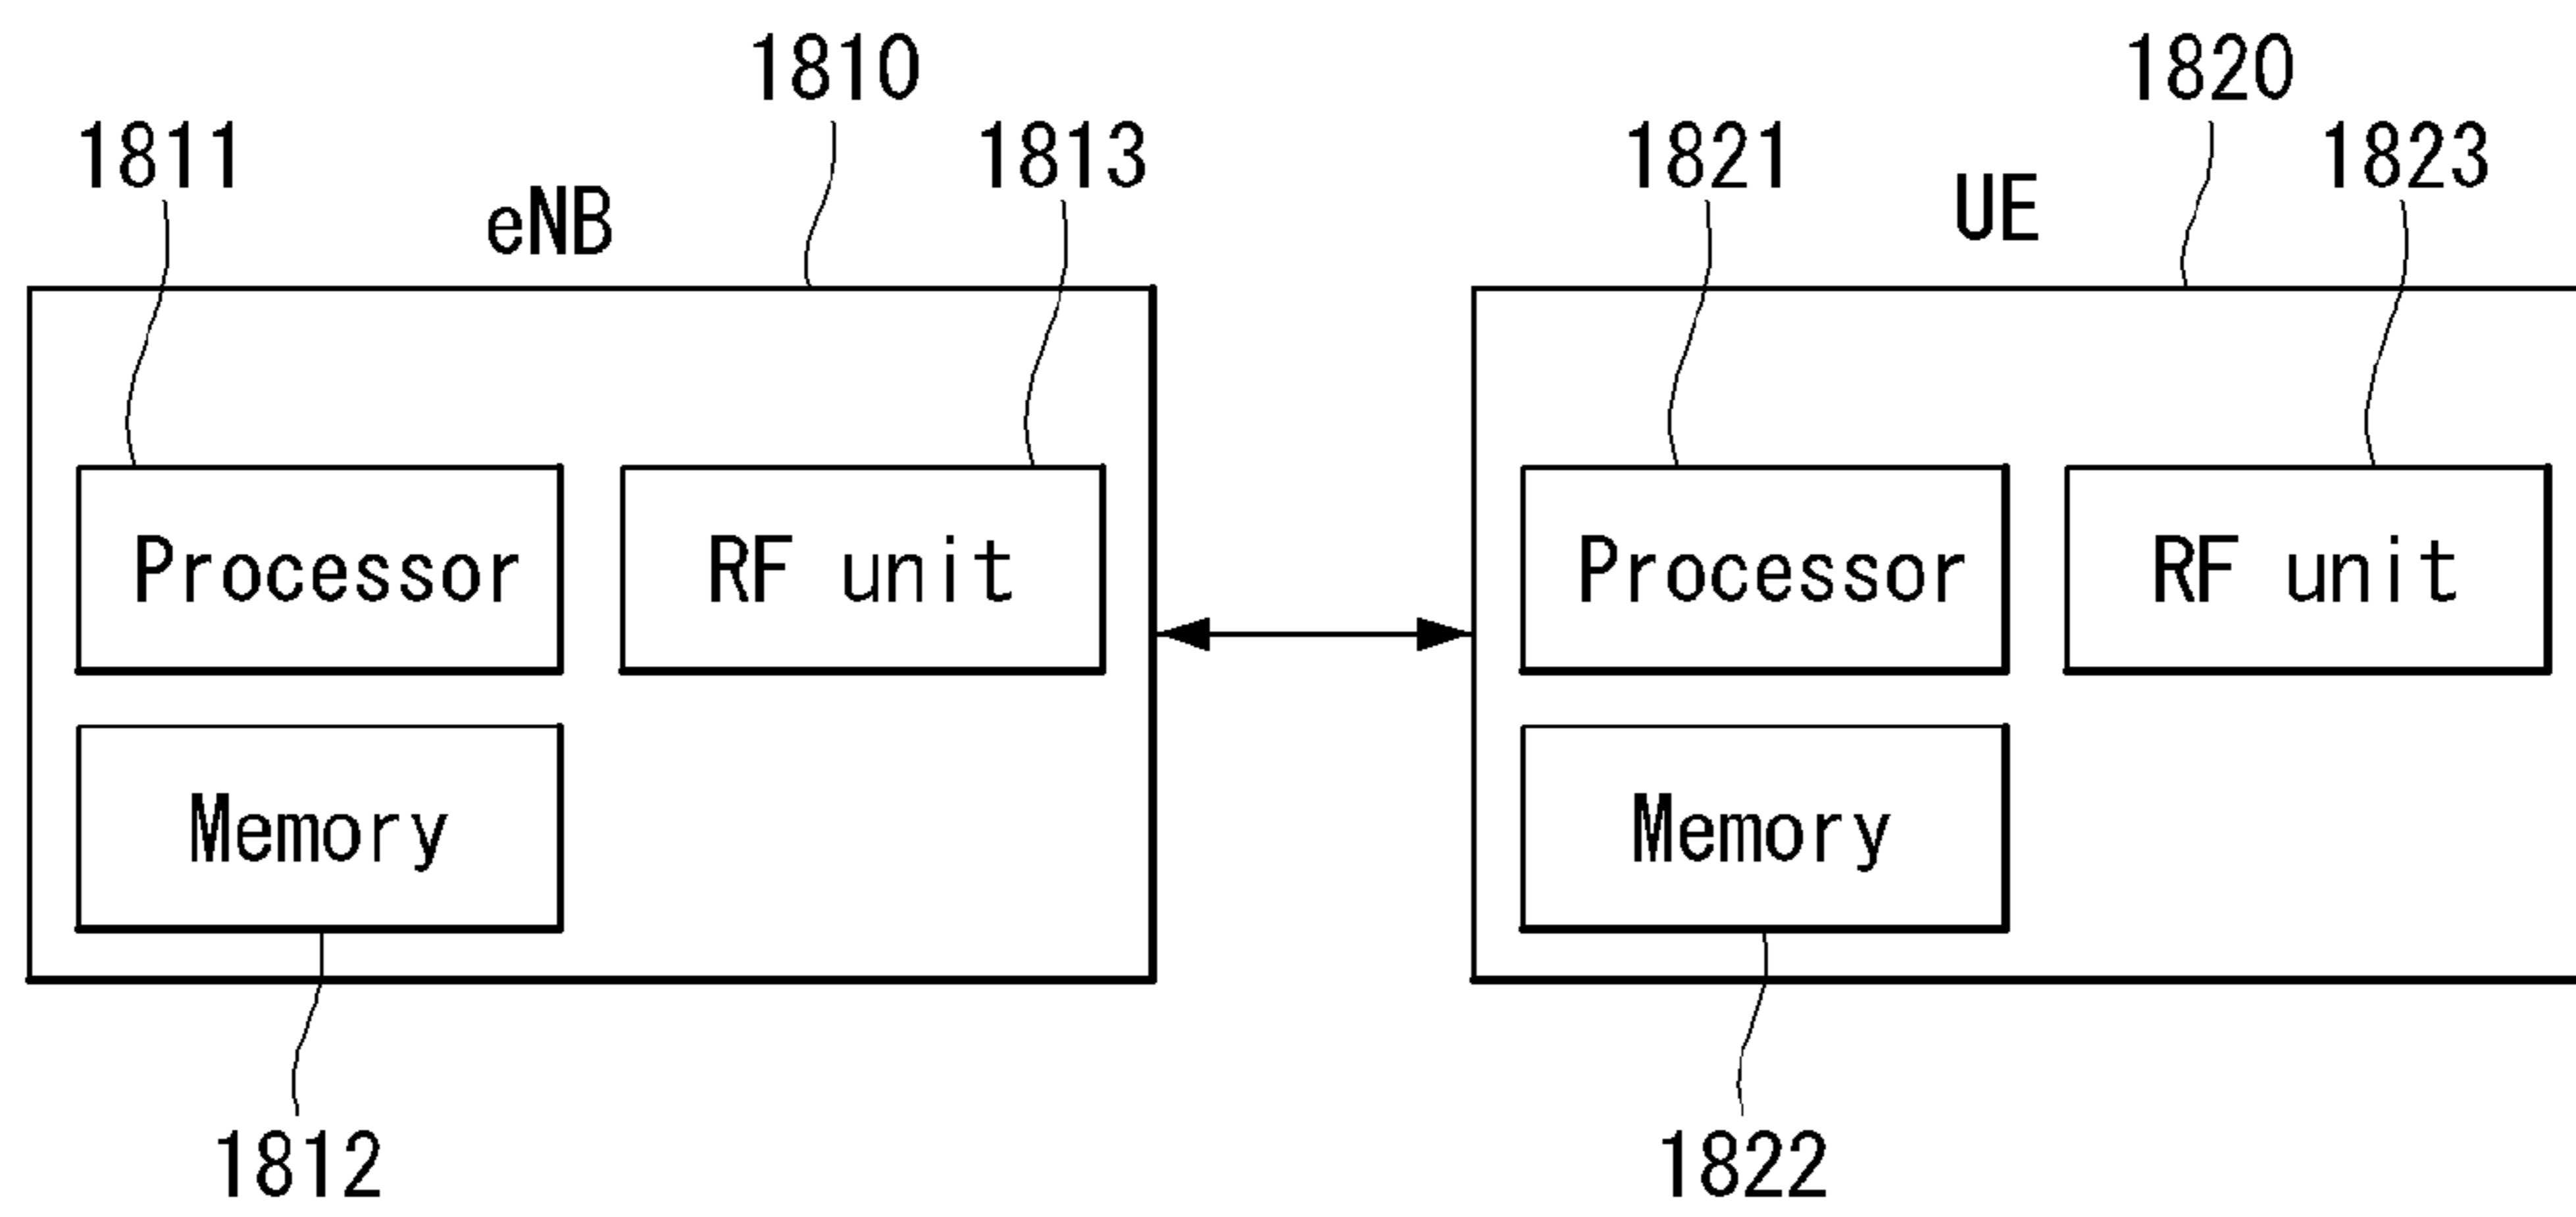 1810
1820
1811
1813
1821
1823
eNB
UE
Processor
RF unit
Processor
RF unit
Memory
Memory
1812
1822